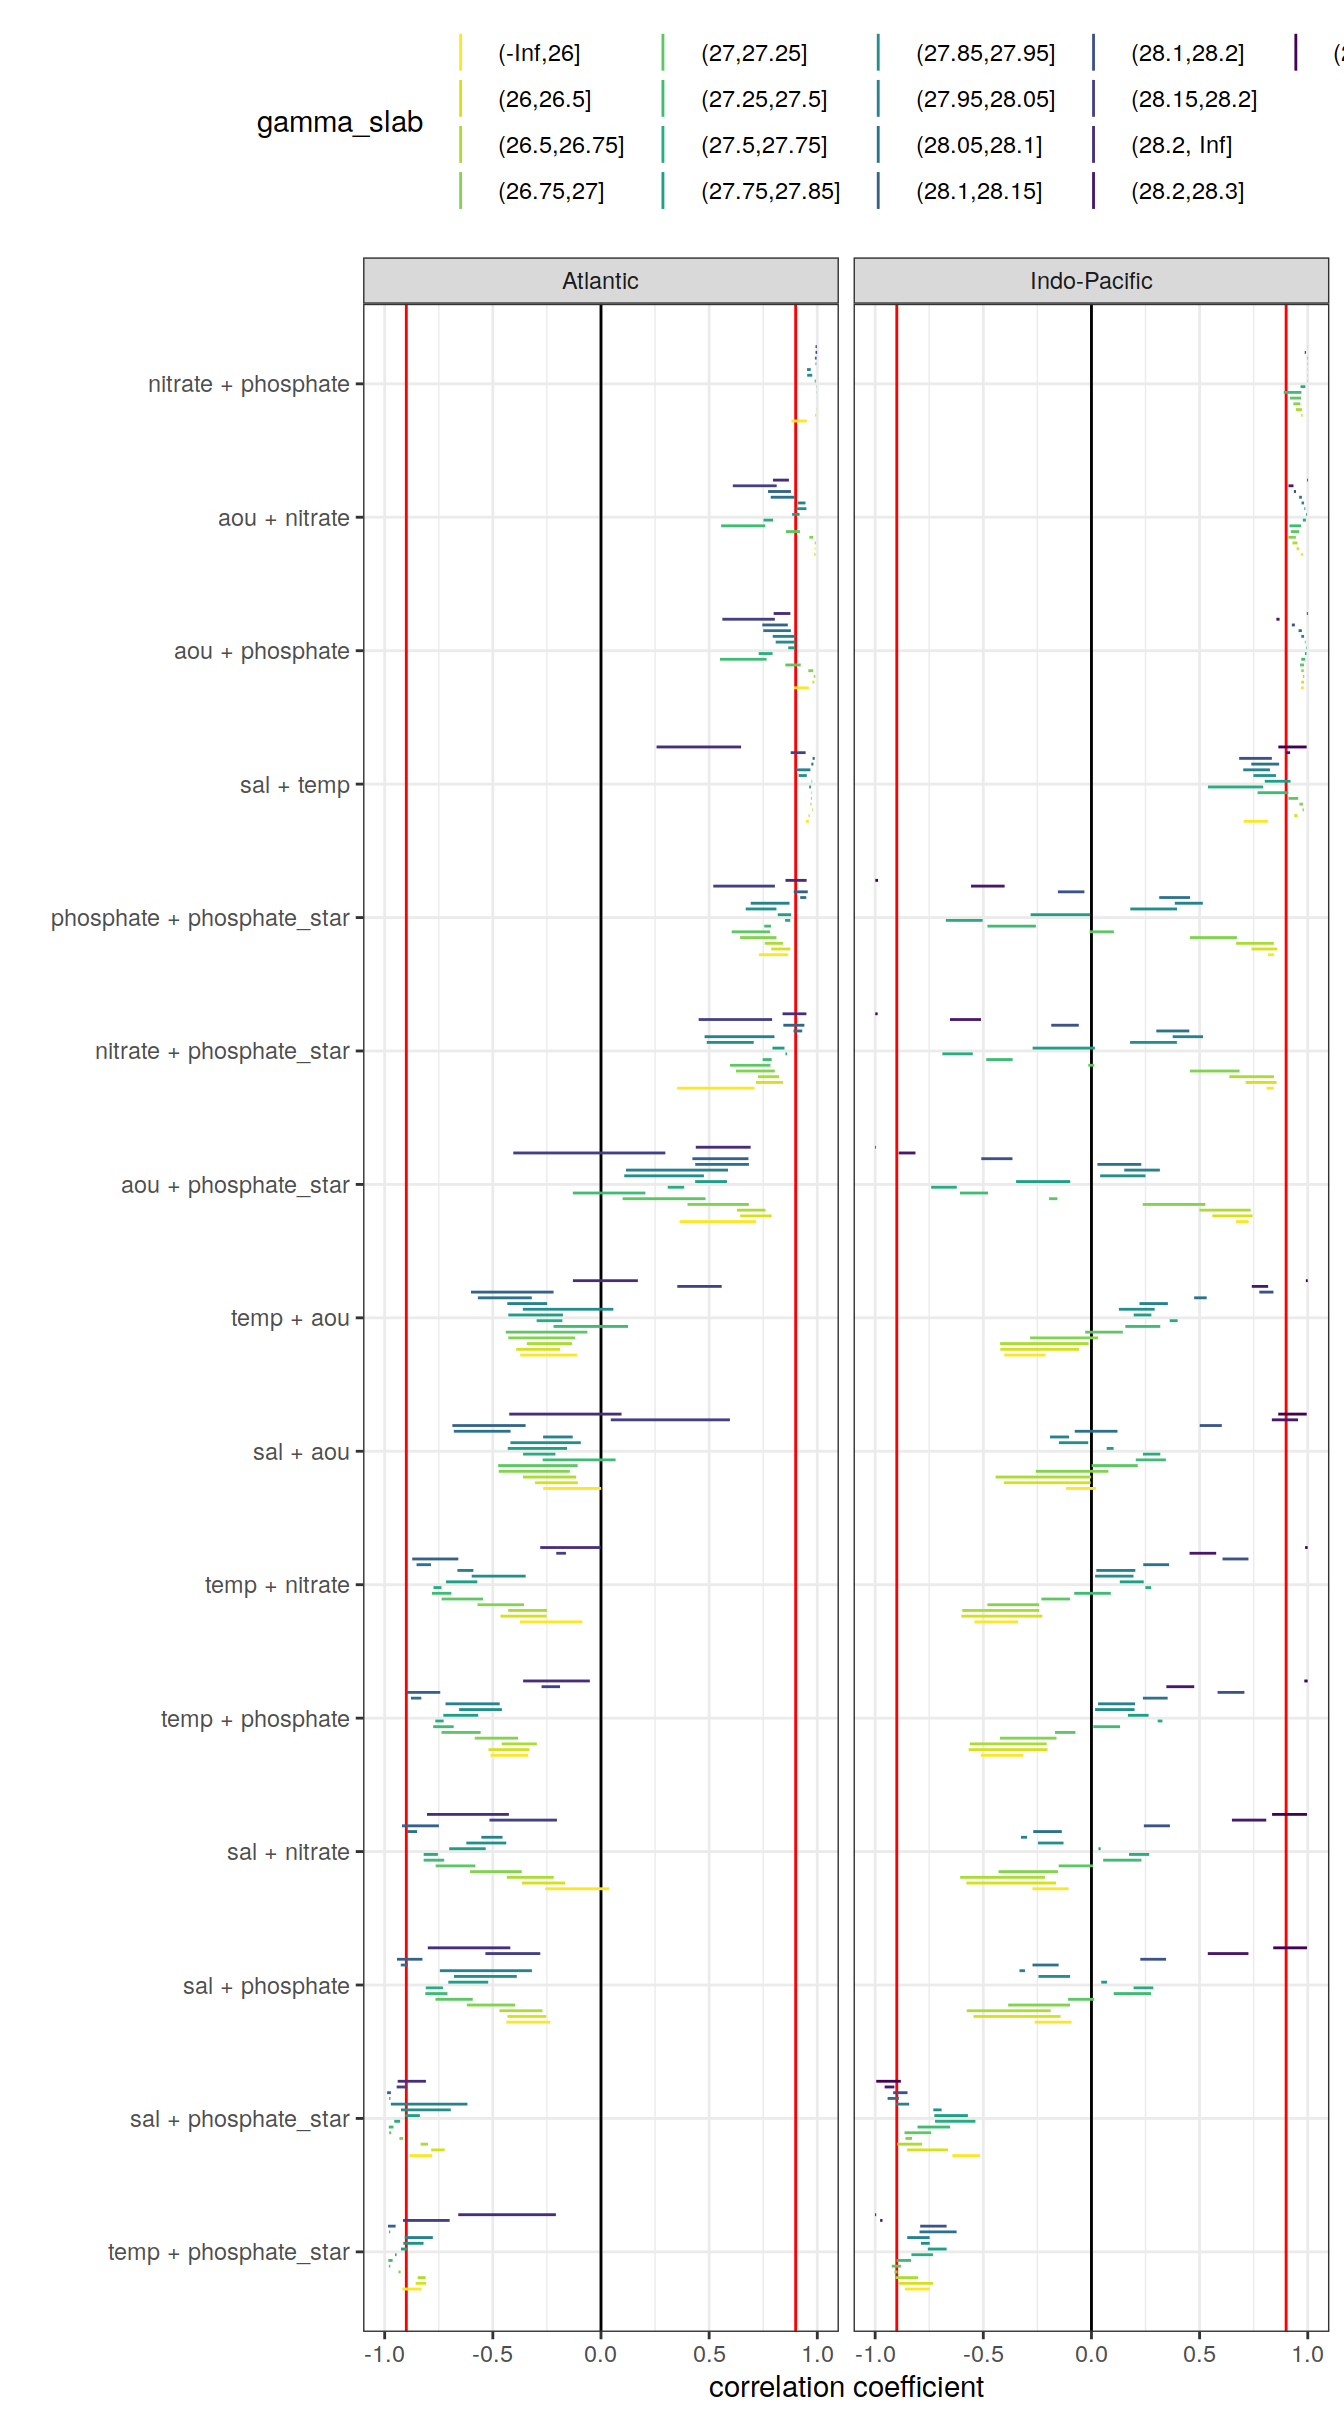 (-Inf,26] (27,27.25] (27.85,27.95] (28.1,28.2] (2
(26,26.5] (27.25,27.5] (27.95,28.05] (28.15,28.2]
gamma_slab
(26.5,26.75] (27.5,27.75] (28.05,28.1] (28.2, Inf]
(26.75,27] (27.75,27.85] (28.1,28.15] (28.2,28.3]
Atlantic Indo-Pacific
nitrate + phosphate
aou + nitrate
aou + phosphate
sal + temp
phosphate + phosphate_star
nitrate + phosphate_star
aou + phosphate_star
temp + aou
sal + aou
temp + nitrate
temp + phosphate
sal + nitrate
sal + phosphate
sal + phosphate_star
temp + phosphate_star
-1.0 -0.5 0.0 0.5 1.0 -1.0 -0.5 0.0 0.5 1.0
correlation coefficient